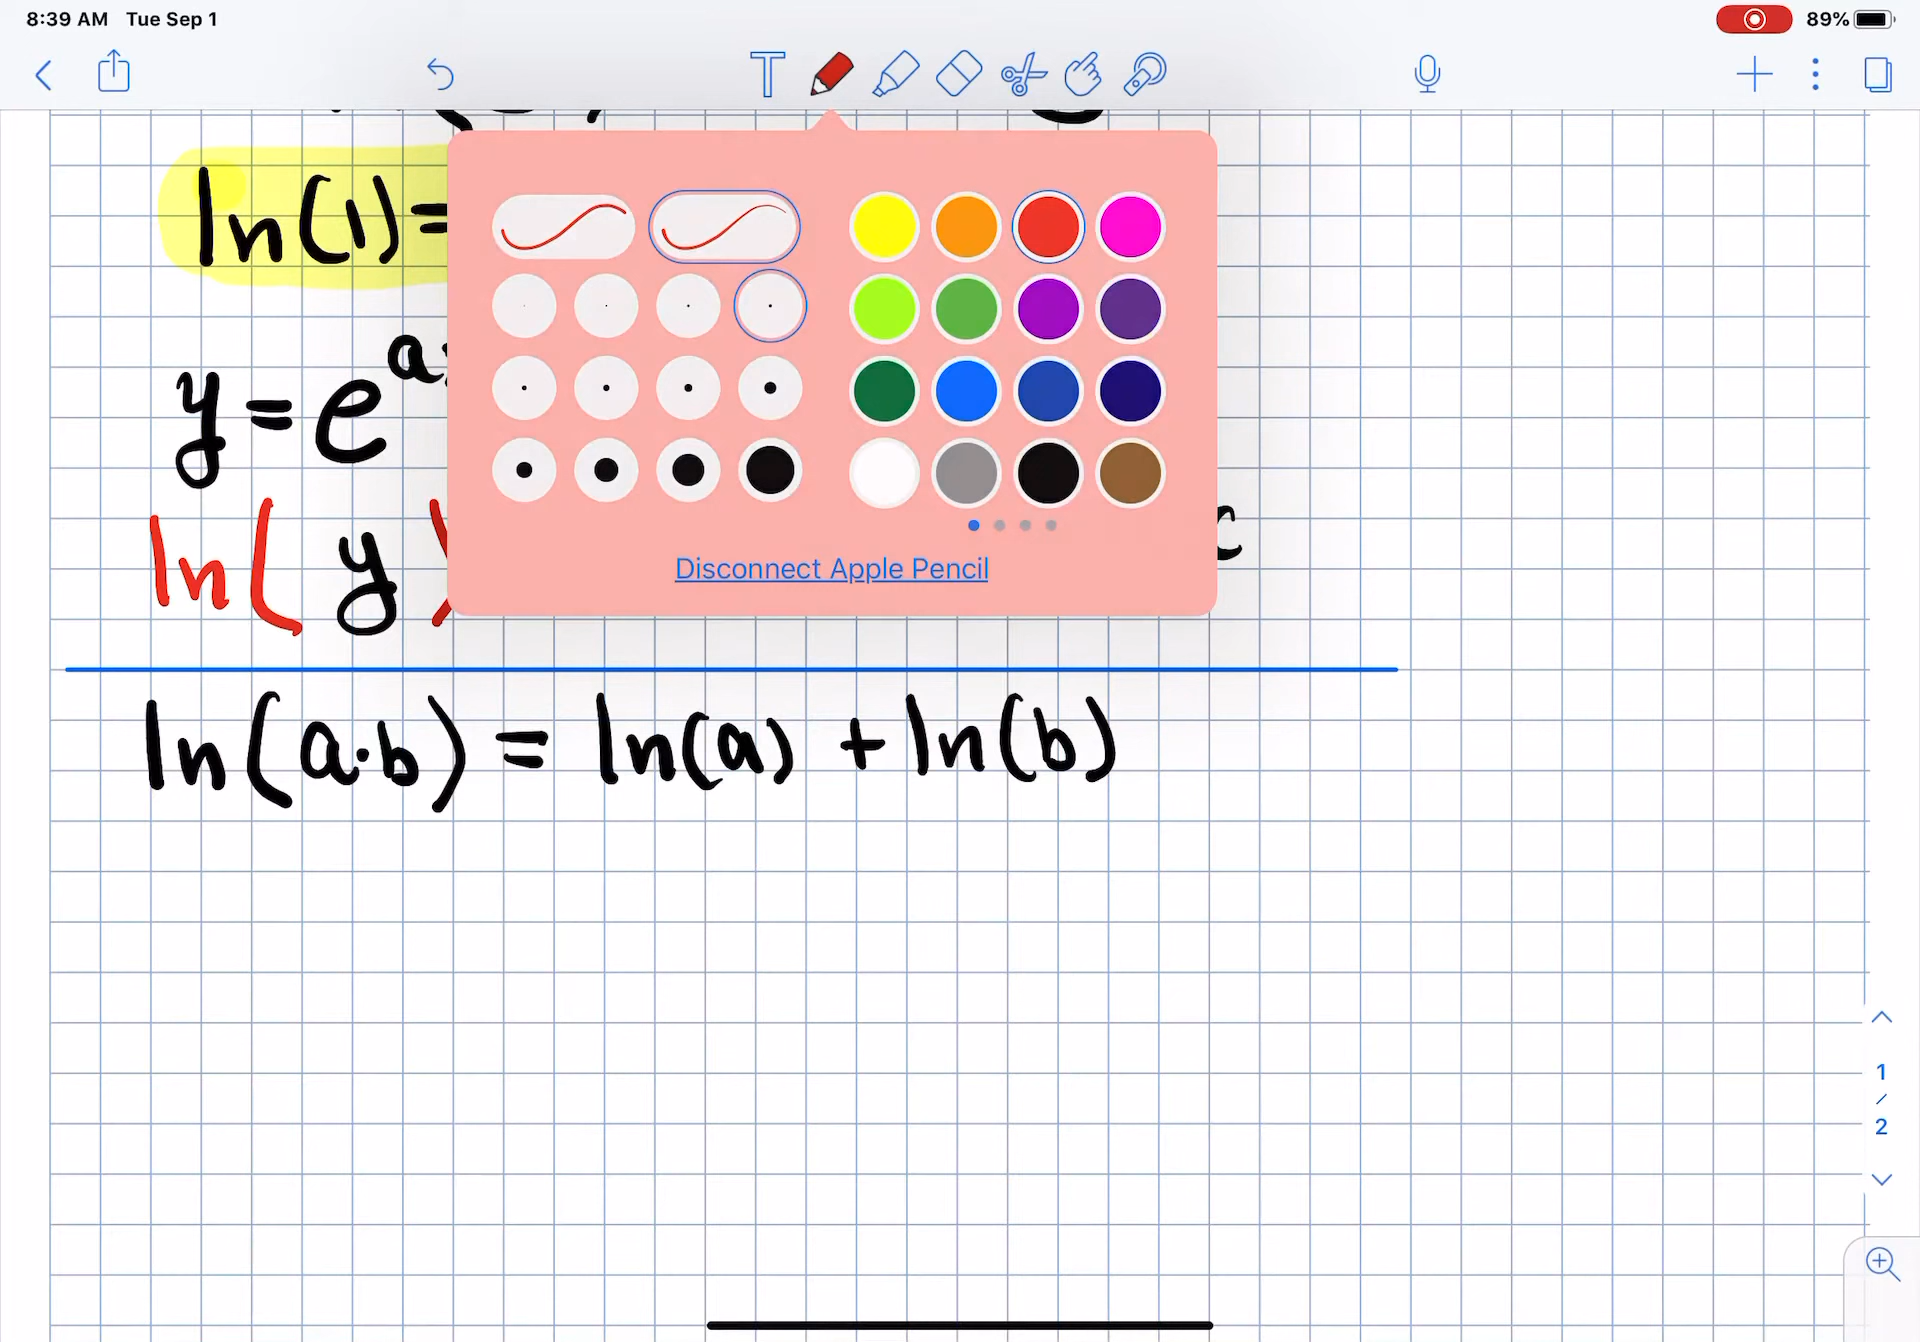 8:39 AM Tue Sep 1
89%
T
ln(1)=
y=e^a
ln( y )
Disconnect Apple Pencil
c
ln(a·b) = ln(a) + ln(b)
1
/
2